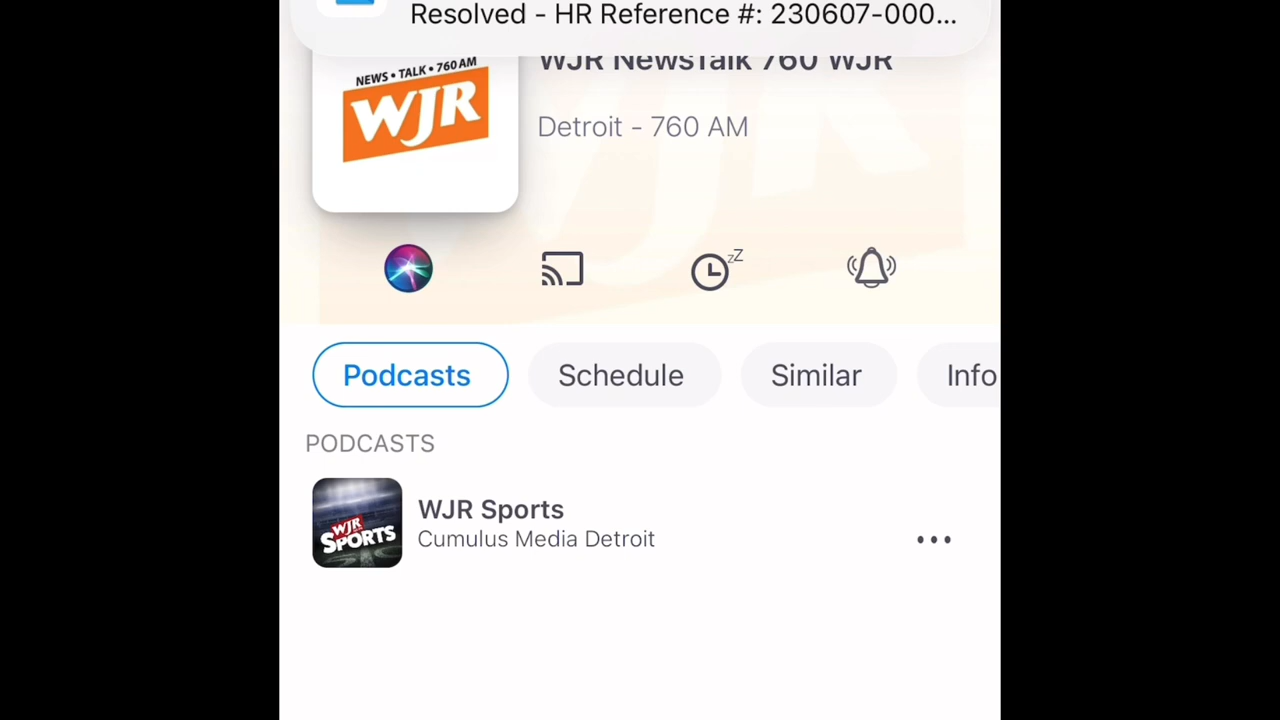 Resolved - HR Reference #: 230607-000...
WJR NewsTalk 760 WJR
NEWS • TALK • 760 AM
WJR
Detroit - 760 AM
zZ
Podcasts
Schedule
Similar
Info
PODCASTS
WJR Sports
WJR
SPORTS
Cumulus Media Detroit